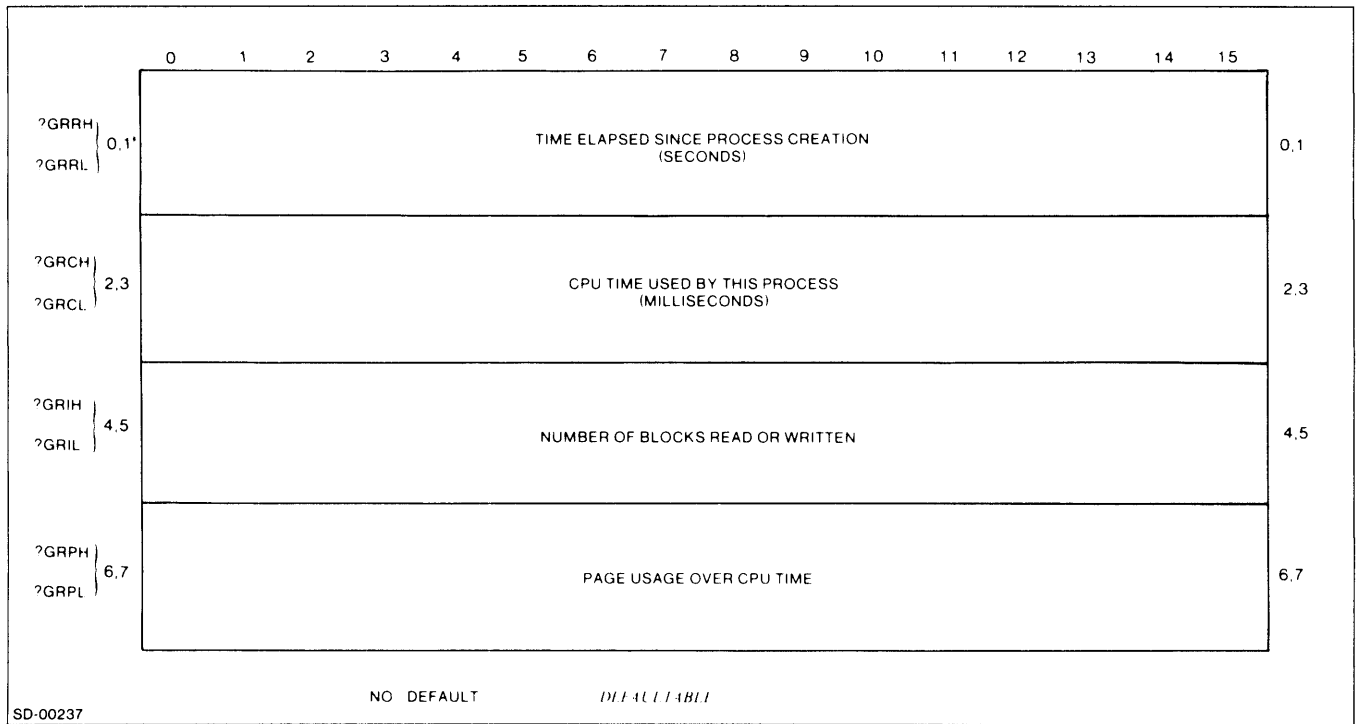 0 1 2 3 4 5 6 7 8 9 10 11 12 13 14 15
?GRRH
0,1* TIME ELAPSED SINCE PROCESS CREATION 0,1
?GRRL (SECONDS)
?GRCH
2,3 CPU TIME USED BY THIS PROCESS 2,3
?GRCL (MILLISECONDS)
?GRIH
4,5 NUMBER OF BLOCKS READ OR WRITTEN 4,5
?GRIL
?GRPH
6,7 PAGE USAGE OVER CPU TIME 6,7
?GRPL
NO DEFAULT DEFAULTABLE
SD-00237